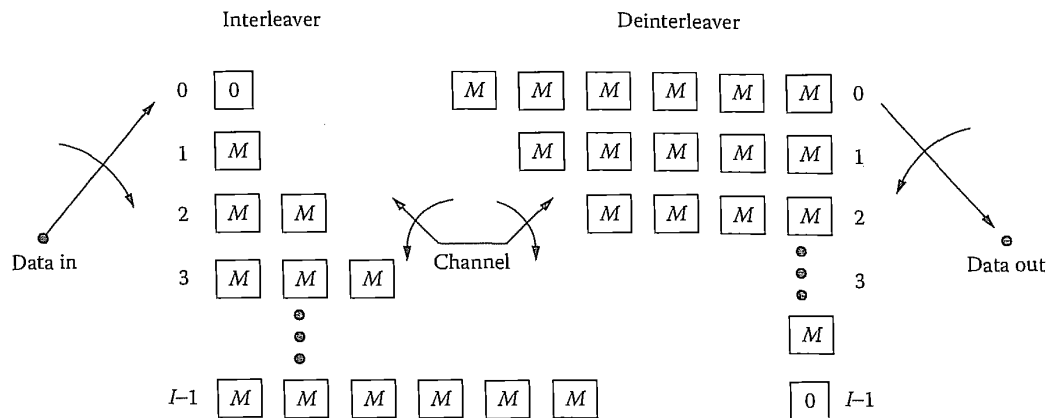 Interleaver Deinterleaver
0 0 M M M M M M 0
1 M M M M M M 1
2 M M M M M M 2
Data in Channel Data out
3 M M M 3
M
I–1 M M M M M M 0 I–1